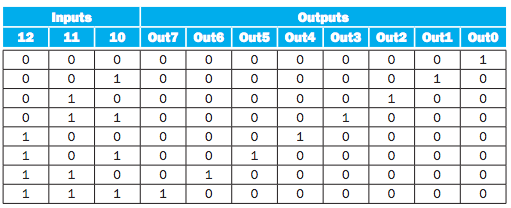 Inputs Outputs
12 11 10 Out7 Out6 Out5 Out4 Out3 Out2 Out1 Out0
0 0 0 0 0 0 0 0 0 0 1
0 0 1 0 0 0 0 0 0 1 0
0 1 0 0 0 0 0 0 1 0 0
0 1 1 0 0 0 0 1 0 0 0
1 0 0 0 0 0 1 0 0 0 0
1 0 1 0 0 1 0 0 0 0 0
1 1 0 0 1 0 0 0 0 0 0
1 1 1 1 0 0 0 0 0 0 0